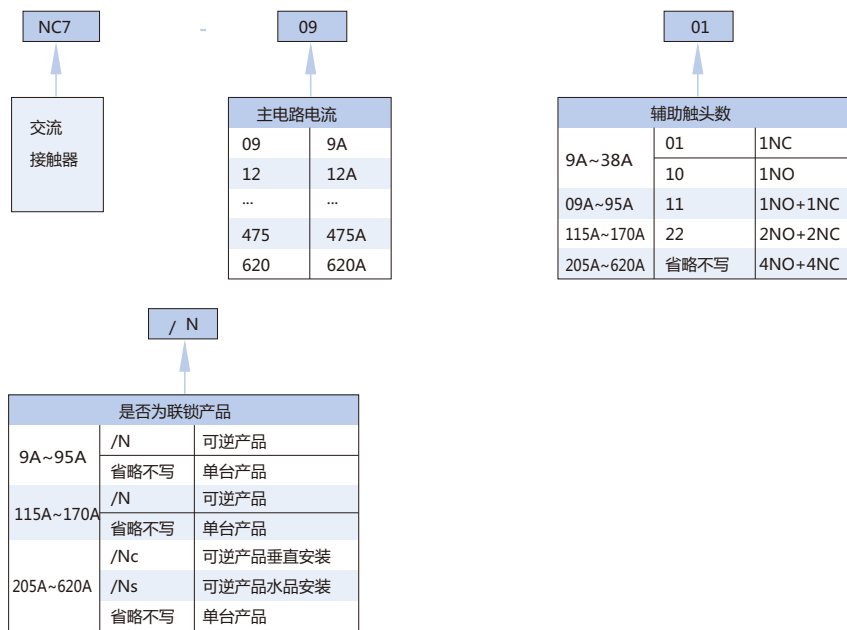 NC7 - 09 01
交流
接触器
主电路电流
09 9A
12 12A
... ...
475 475A
620 620A
辅助触头数
9A~38A 01 1NC
10 1NO
09A~95A 11 1NO+1NC
115A~170A 22 2NO+2NC
205A~620A 省略不写 4NO+4NC
/ N
是否为联锁产品
9A~95A /N 可逆产品
省略不写 单台产品
115A~170A /N 可逆产品
省略不写 单台产品
205A~620A /Nc 可逆产品垂直安装
/Ns 可逆产品水品安装
省略不写 单台产品